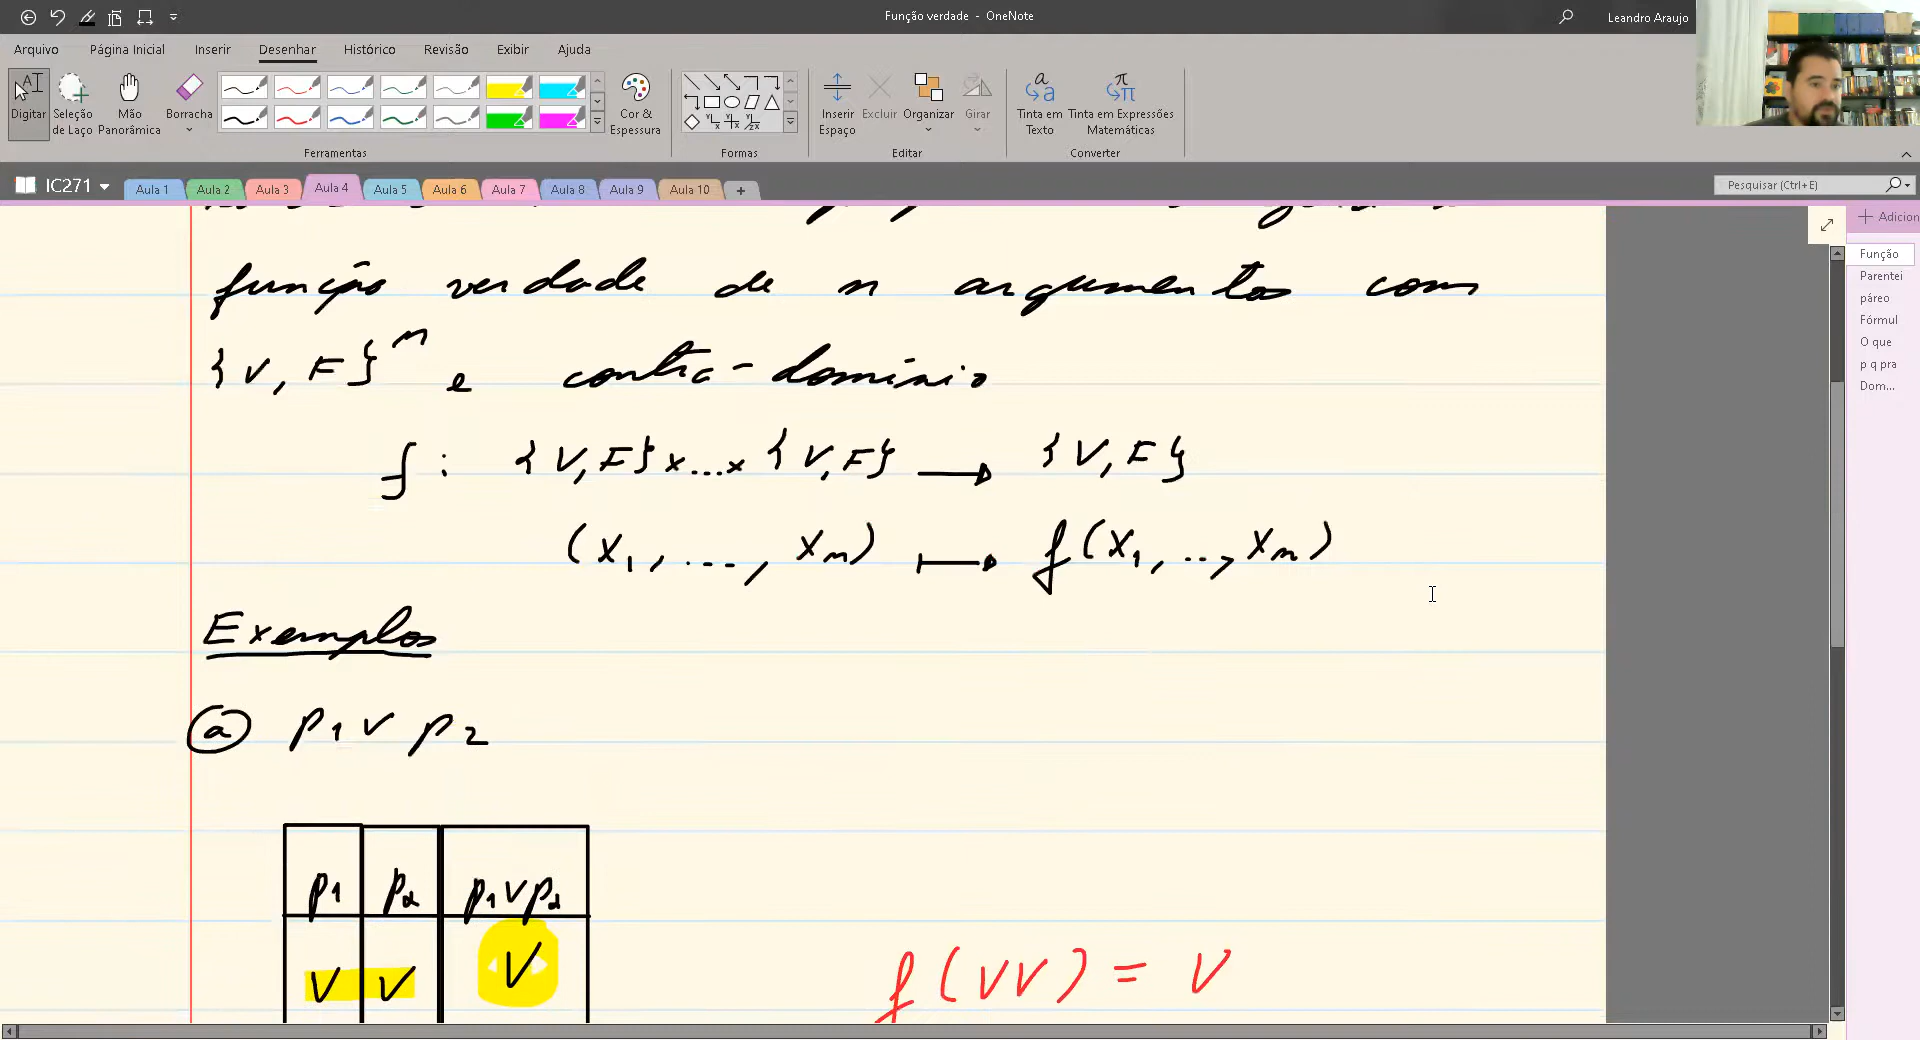 Função verdade - OneNote
Leandro Araujo
Arquivo Página Inicial Inserir Desenhar Histórico Revisão Exibir Ajuda
Digitar
Seleção de Laço
Mão Panorâmica
Borracha
Cor & Espessura
Inserir Espaço
Excluir
Organizar
Girar
Tinta em Texto
Tinta em Expressões Matemáticas
Ferramentas
Formas
Editar
Converter
IC271 Aula 1 Aula 2 Aula 3 Aula 4 Aula 5 Aula 6 Aula 7 Aula 8 Aula 9 Aula 10 +
Pesquisar (Ctrl+E)
Adicion
Função
Parentei
páreo
Fórmul
O que
p q pra
Dom...
função verdade de n argumentos com
{V, F}ⁿ e contra-domínio
f: {V,F}x...x{V,F} → {V,F}
(x₁, ..., xₙ) ↦ f(x₁, .., xₙ)
Exemplos
ⓐ p₁ ∨ p₂
p₁ p₂ p₁∨p₂
V V V
f(VV) = V